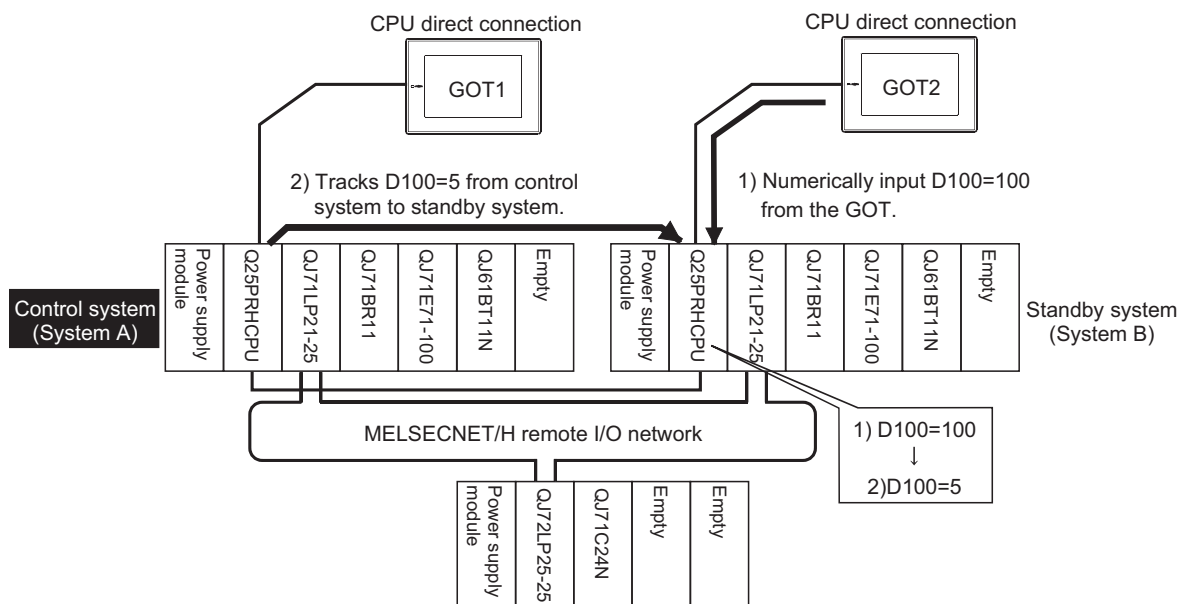 CPU direct connection
CPU direct connection
GOT1
GOT2
2) Tracks D100=5 from control
system to standby system.
1) Numerically input D100=100
from the GOT.
Control system
(System A)
Power supply
module
Q25PRHCPU
QJ71LP21-25
QJ71BR11
QJ71E71-100
QJ61BT11N
Empty
Power supply
module
Q25PRHCPU
QJ71LP21-25
QJ71BR11
QJ71E71-100
QJ61BT11N
Empty
Standby system
(System B)
MELSECNET/H remote I/O network
1) D100=100
↓
2)D100=5
Power supply
module
QJ72LP25-25
QJ71C24N
Empty
Empty